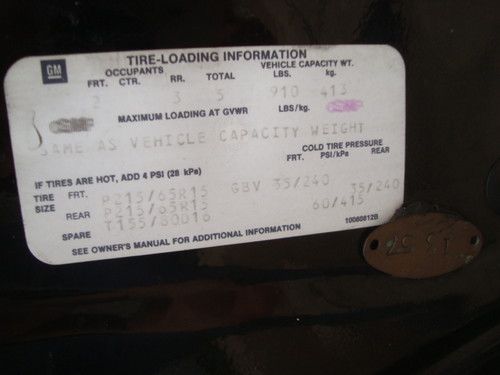 GM
TIRE-LOADING INFORMATION
OCCUPANTS VEHICLE CAPACITY WT.
FRT. CTR. RR. TOTAL LBS. kg.
2 3 5 910 413
MAXIMUM LOADING AT GVWR LBS/kg.
SAME AS VEHICLE CAPACITY WEIGHT
COLD TIRE PRESSURE
FRT. PSI/kPa REAR
IF TIRES ARE HOT, ADD 4 PSI (28 kPa)
TIRE FRT. P215/65R15 GBV 35/240 35/240
SIZE REAR P215/65R15
SPARE T155/80D16 60/415
SEE OWNER'S MANUAL FOR ADDITIONAL INFORMATION
10060812B